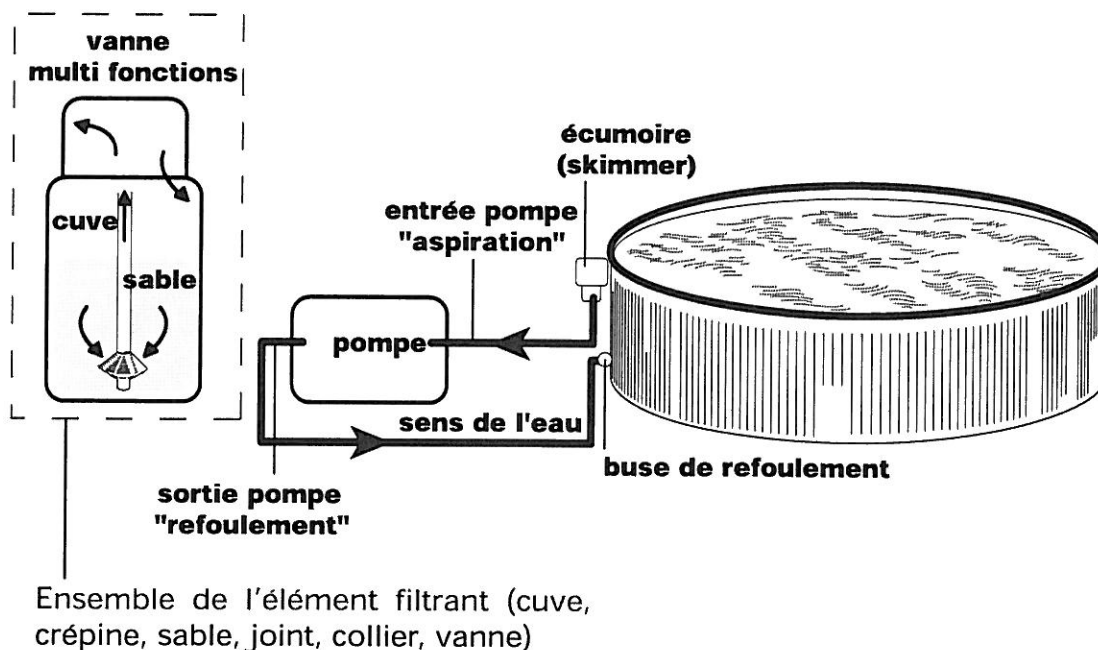 vanne
multi fonctions
cuve
sable
écumoire
(skimmer)
entrée pompe
"aspiration"
pompe
sens de l'eau
buse de refoulement
sortie pompe
"refoulement"
Ensemble de l'élément filtrant (cuve,
crépine, sable, joint, collier, vanne)